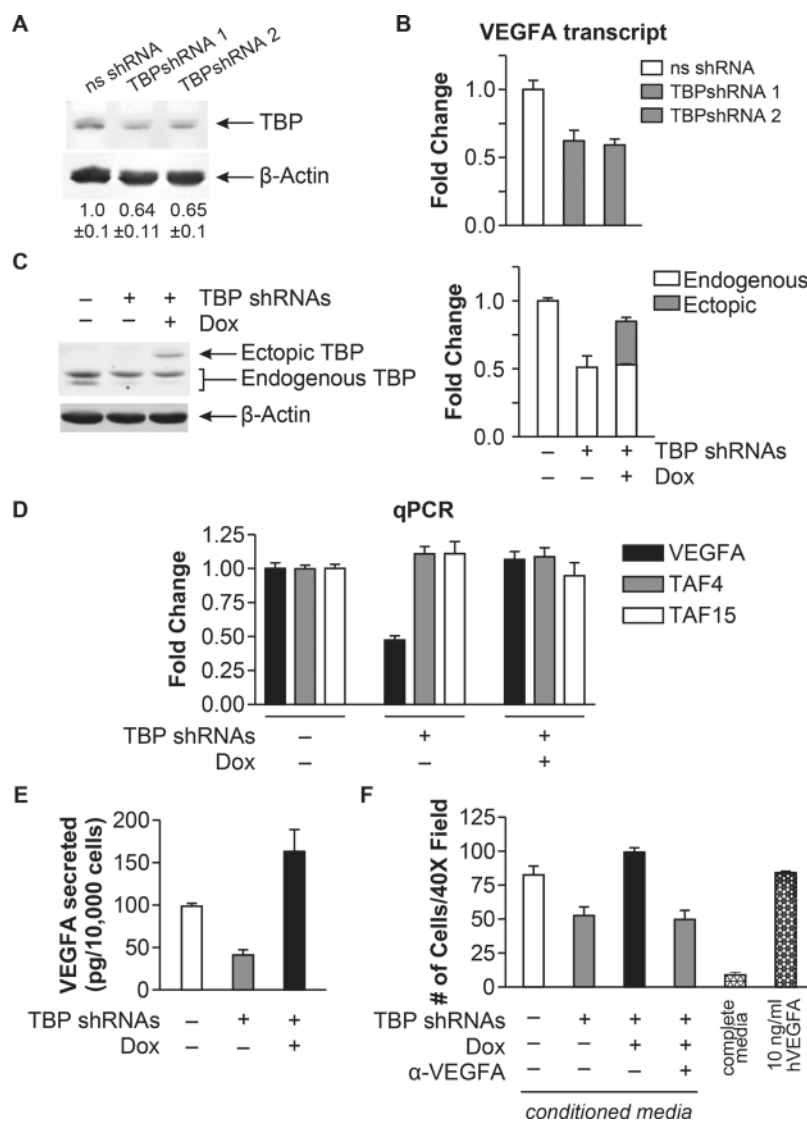 A
ns shRNA
TBPshRNA 1
TBPshRNA 2
TBP
β-Actin
1.0 0.64 0.65
±0.1 ±0.11 ±0.1
B
VEGFA transcript
Fold Change
1.0
0.5
0.0
ns shRNA
TBPshRNA 1
TBPshRNA 2
C
– + + TBP shRNAs
– – + Dox
Ectopic TBP
Endogenous TBP
β-Actin
Fold Change
1.0
0.5
0.0
Endogenous
Ectopic
– + + TBP shRNAs
– – + Dox
D
qPCR
Fold Change
1.25
1.00
0.75
0.50
0.25
0.00
VEGFA
TAF4
TAF15
TBP shRNAs – + +
Dox – – +
E
VEGFA secreted
(pg/10,000 cells)
200
150
100
50
0
TBP shRNAs – + +
Dox – – +
F
# of Cells/40X Field
125
100
75
50
25
0
TBP shRNAs – + + +
Dox – – + +
α-VEGFA – – – +
conditioned media
complete
media
10 ng/ml
hVEGFA